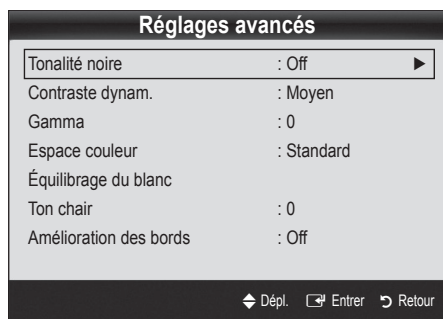 Réglages avancés
Tonalité noire : Off ▶
Contraste dynam. : Moyen
Gamma : 0
Espace couleur : Standard
Équilibrage du blanc
Ton chair : 0
Amélioration des bords : Off
Dépl. Entrer Retour